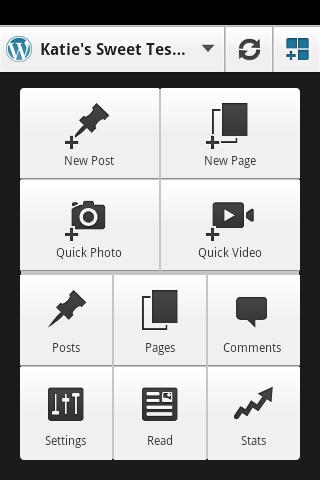 Katie's Sweet Tes...
New Post
New Page
Quick Photo
Quick Video
Posts
Pages
Comments
Settings
Read
Stats